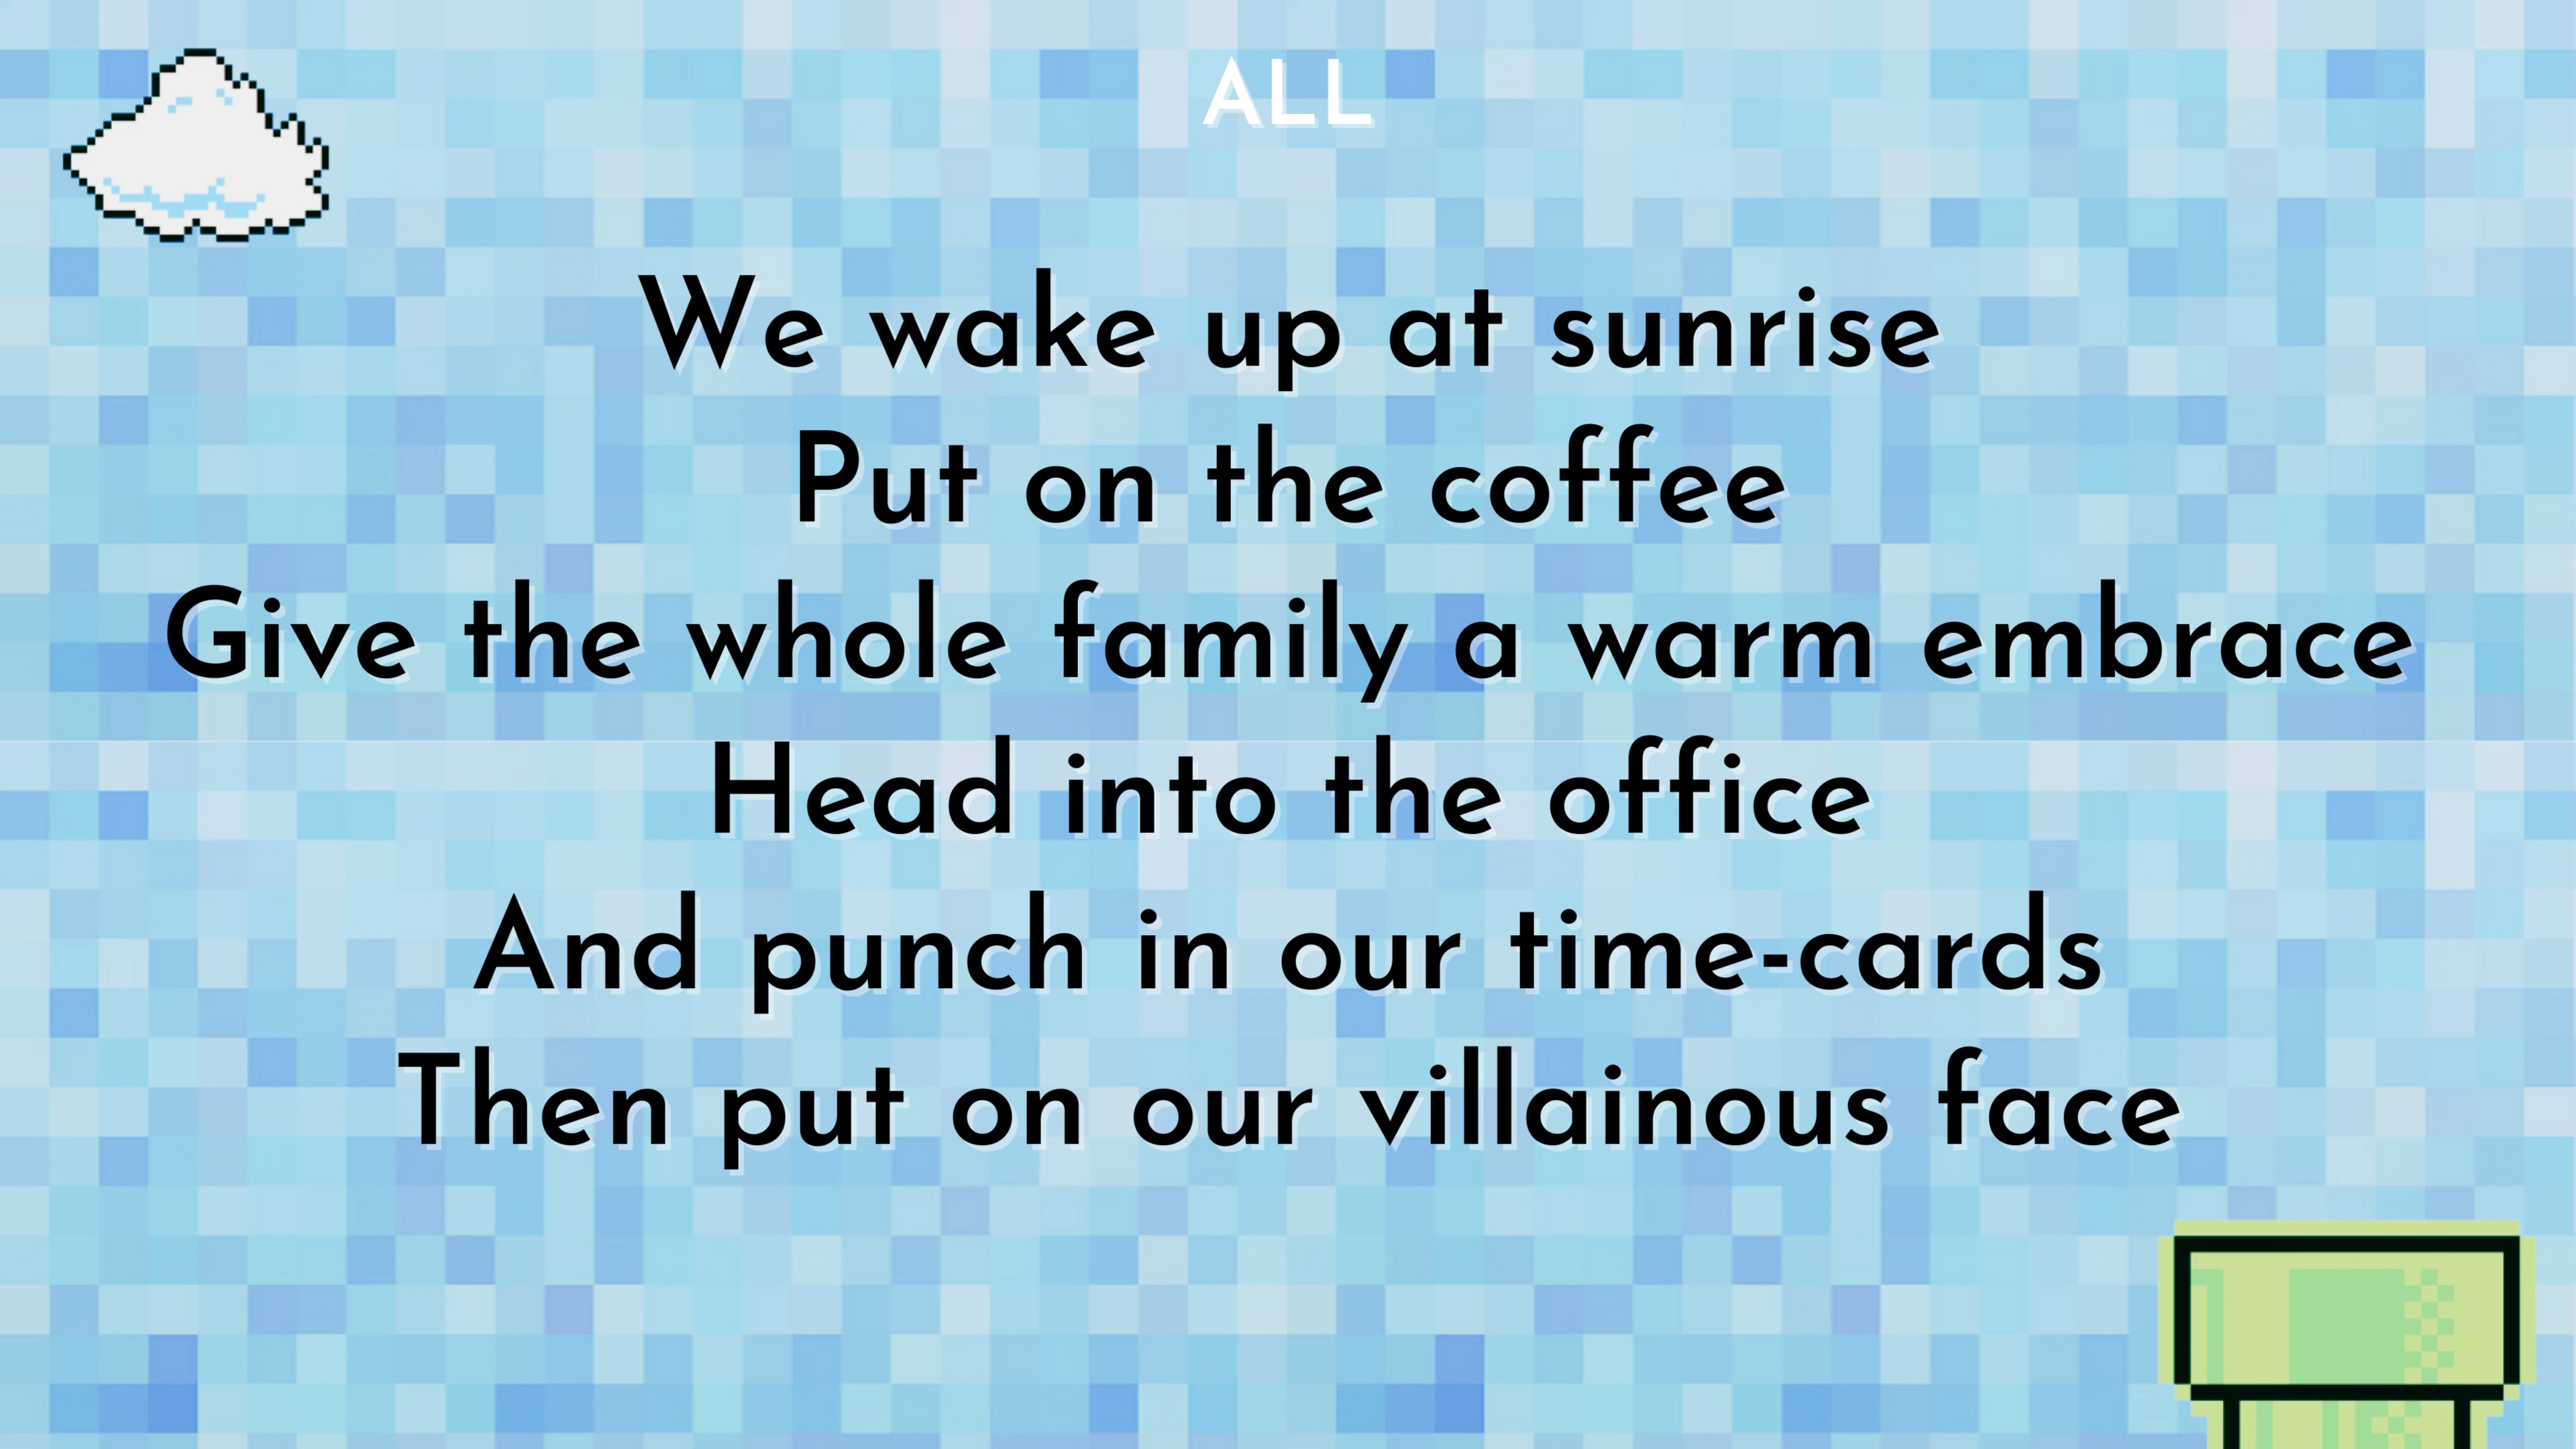 ALL
We wake up at sunrise
Put on the coffee
Give the whole family a warm embrace
Head into the office
And punch in our time-cards
Then put on our villainous face